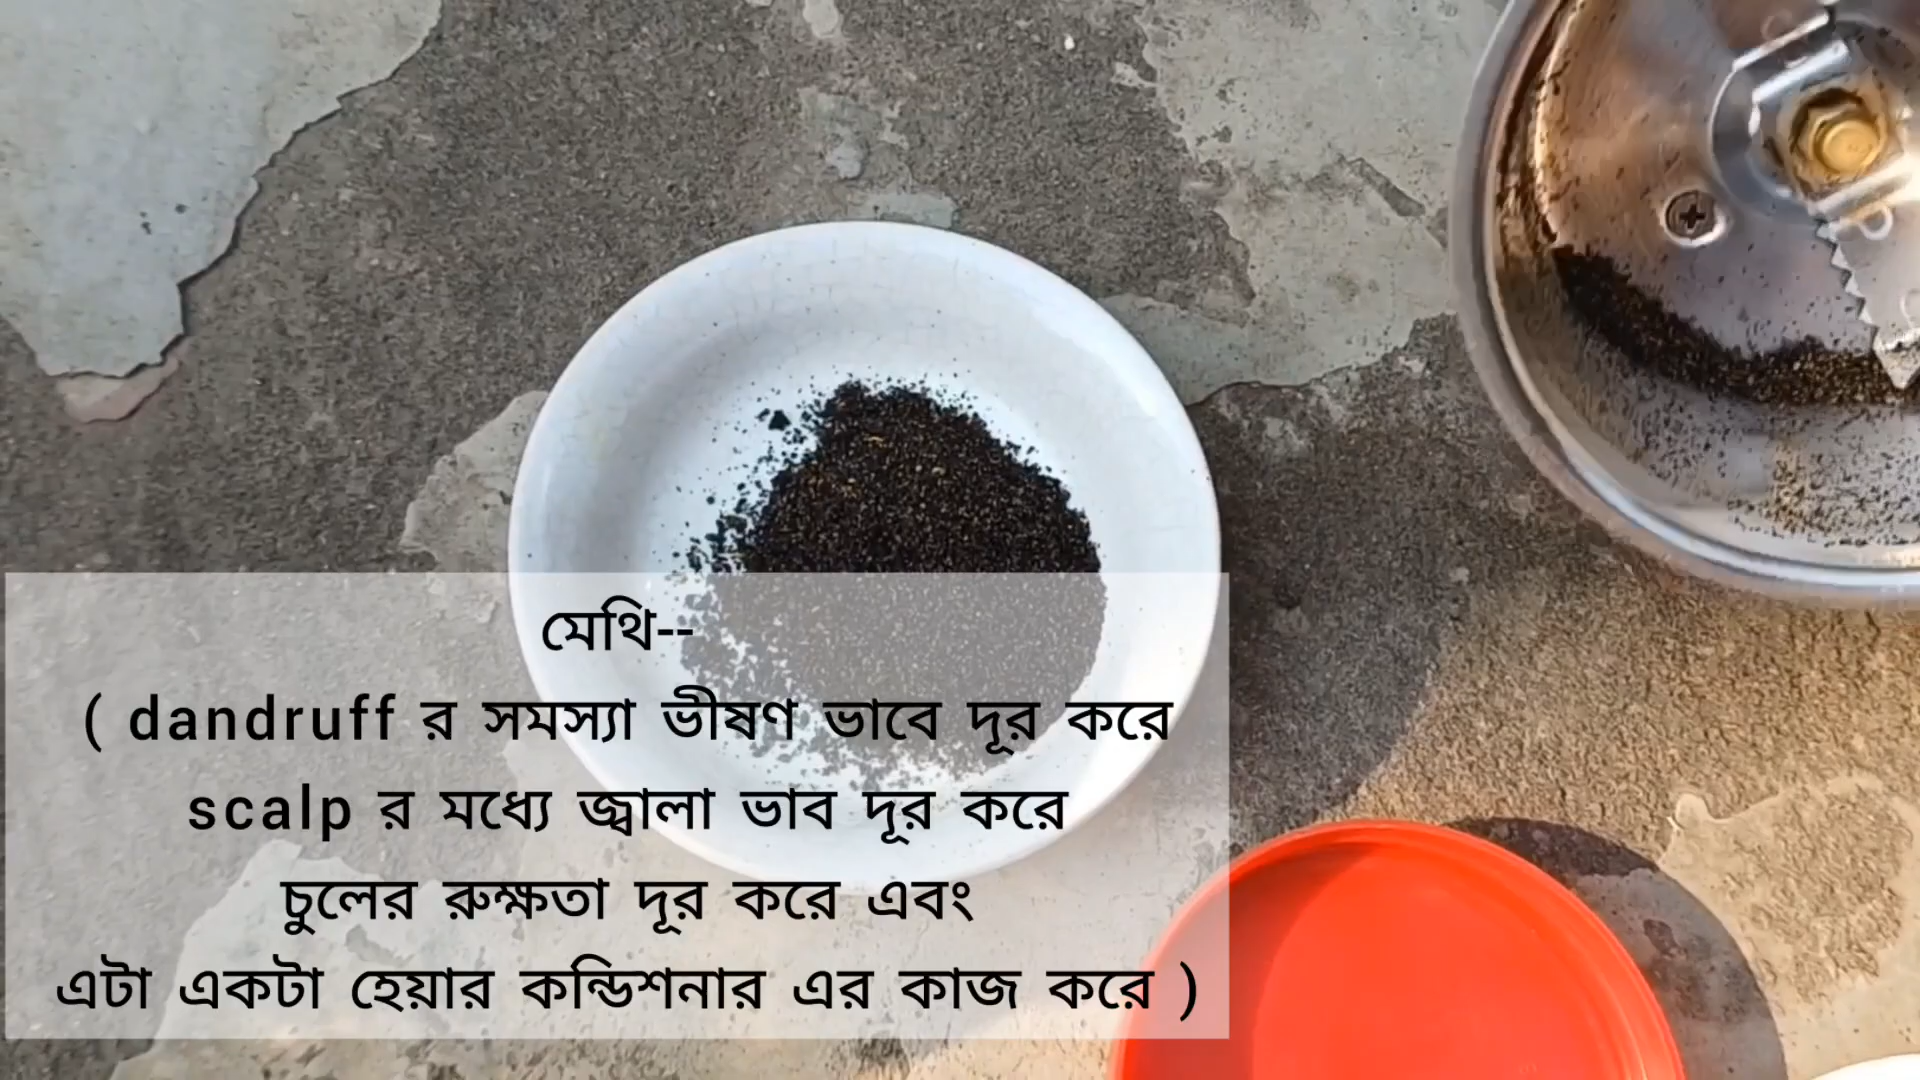 মেথি--
( dandruff র সমস্যা ভীষণ ভাবে দূর করে
scalp র মধ্যে জ্বালা ভাব দূর করে
চুলের রুক্ষতা দূর করে এবং
এটা একটা হেয়ার কন্ডিশনার এর কাজ করে )